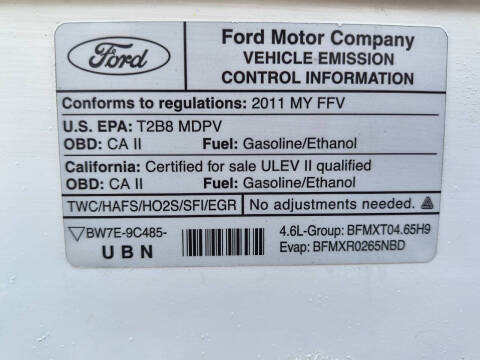 Ford
Ford Motor Company
VEHICLE EMISSION
CONTROL INFORMATION
Conforms to regulations: 2011 MY FFV
U.S. EPA: T2B8 MDPV
OBD: CA II Fuel: Gasoline/Ethanol
California: Certified for sale ULEV II qualified
OBD: CA II Fuel: Gasoline/Ethanol
TWC/HAFS/HO2S/SFI/EGR No adjustments needed.
BW7E-9C485-
UBN
4.6L-Group: BFMXT04.65H9
Evap: BFMXR0265NBD